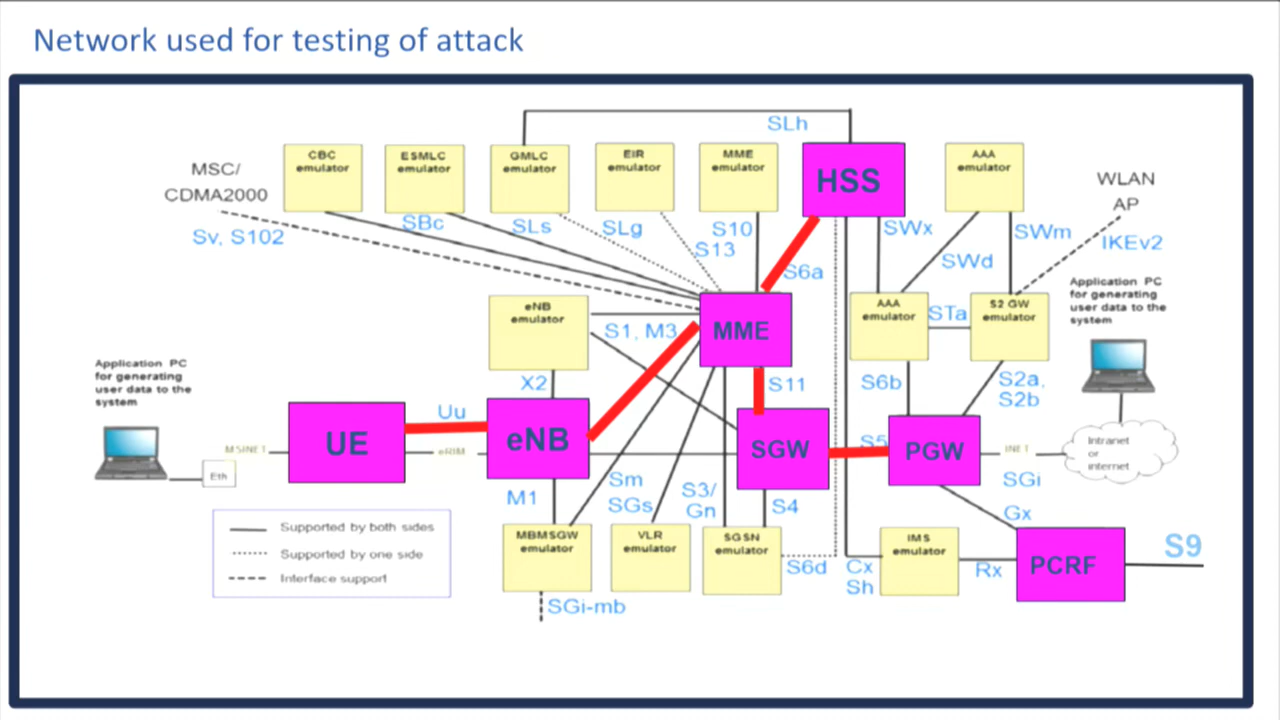 Network used for testing of attack
SLh
MSC/
CDMA2000
CBC
emulator
ESMLC
emulator
GMLC
emulator
EIR
emulator
MME
emulator
HSS
AAA
emulator
WLAN
AP
Sv, S102
SBc
SLs
SLg
S10
S13
S6a
SWx
SWd
SWm
IKEv2
eNB
emulator
S1, M3
MME
AAA
emulator
STa
S2 GW
emulator
Application PC
for generating
user data to the
system
Application PC
for generating
user data to the
system
X2
S11
S6b
S2a,
S2b
UE
Uu
eNB
SGW
S5
PGW
MSINET
Eth
eRIM
INET
Intranet
or
internet
SGi
M1
Sm
SGs
S3/
Gn
S4
Gx
Supported by both sides
Supported by one side
Interface support
MBMSGW
emulator
VLR
emulator
SGSN
emulator
S6d
Cx
Sh
IMS
emulator
Rx
PCRF
S9
SGi-mb